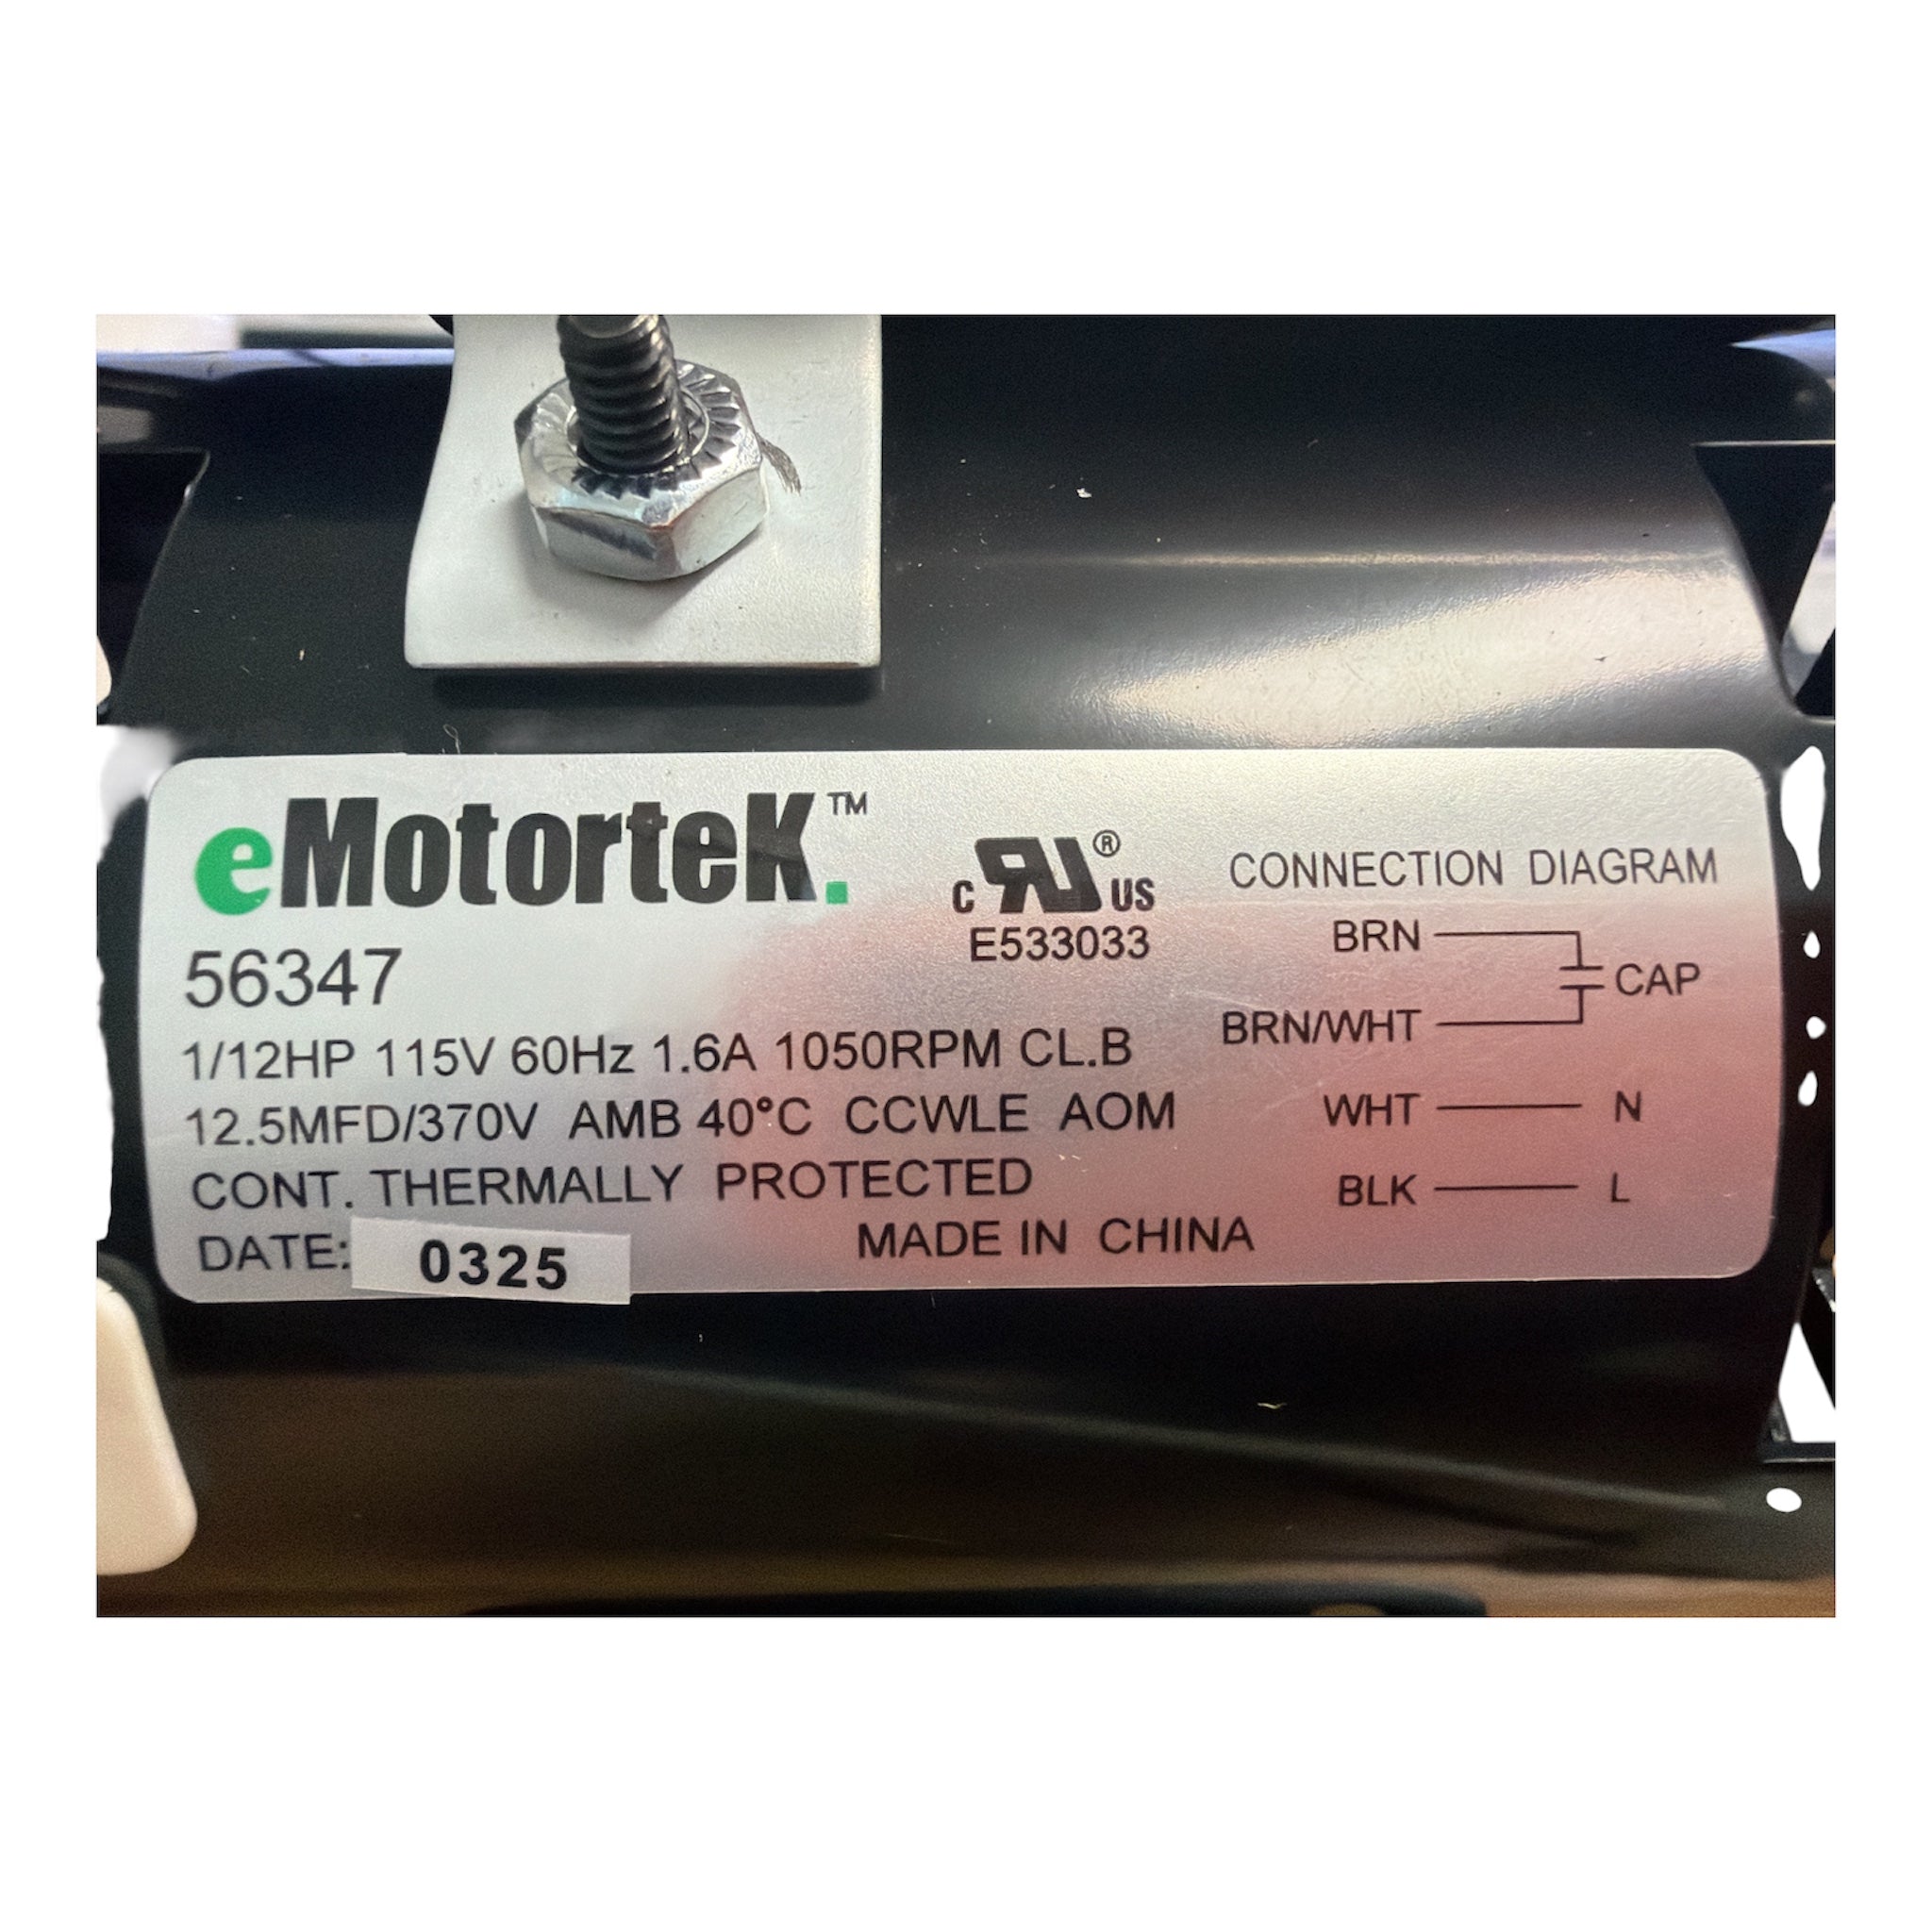 eMotorteK.™
c RU® US
E533033
56347
1/12HP 115V 60Hz 1.6A 1050RPM CL.B
12.5MFD/370V AMB 40°C CCWLE AOM
CONT. THERMALLY PROTECTED
DATE: 0325
MADE IN CHINA
CONNECTION DIAGRAM
BRN
CAP
BRN/WHT
WHT N
BLK L